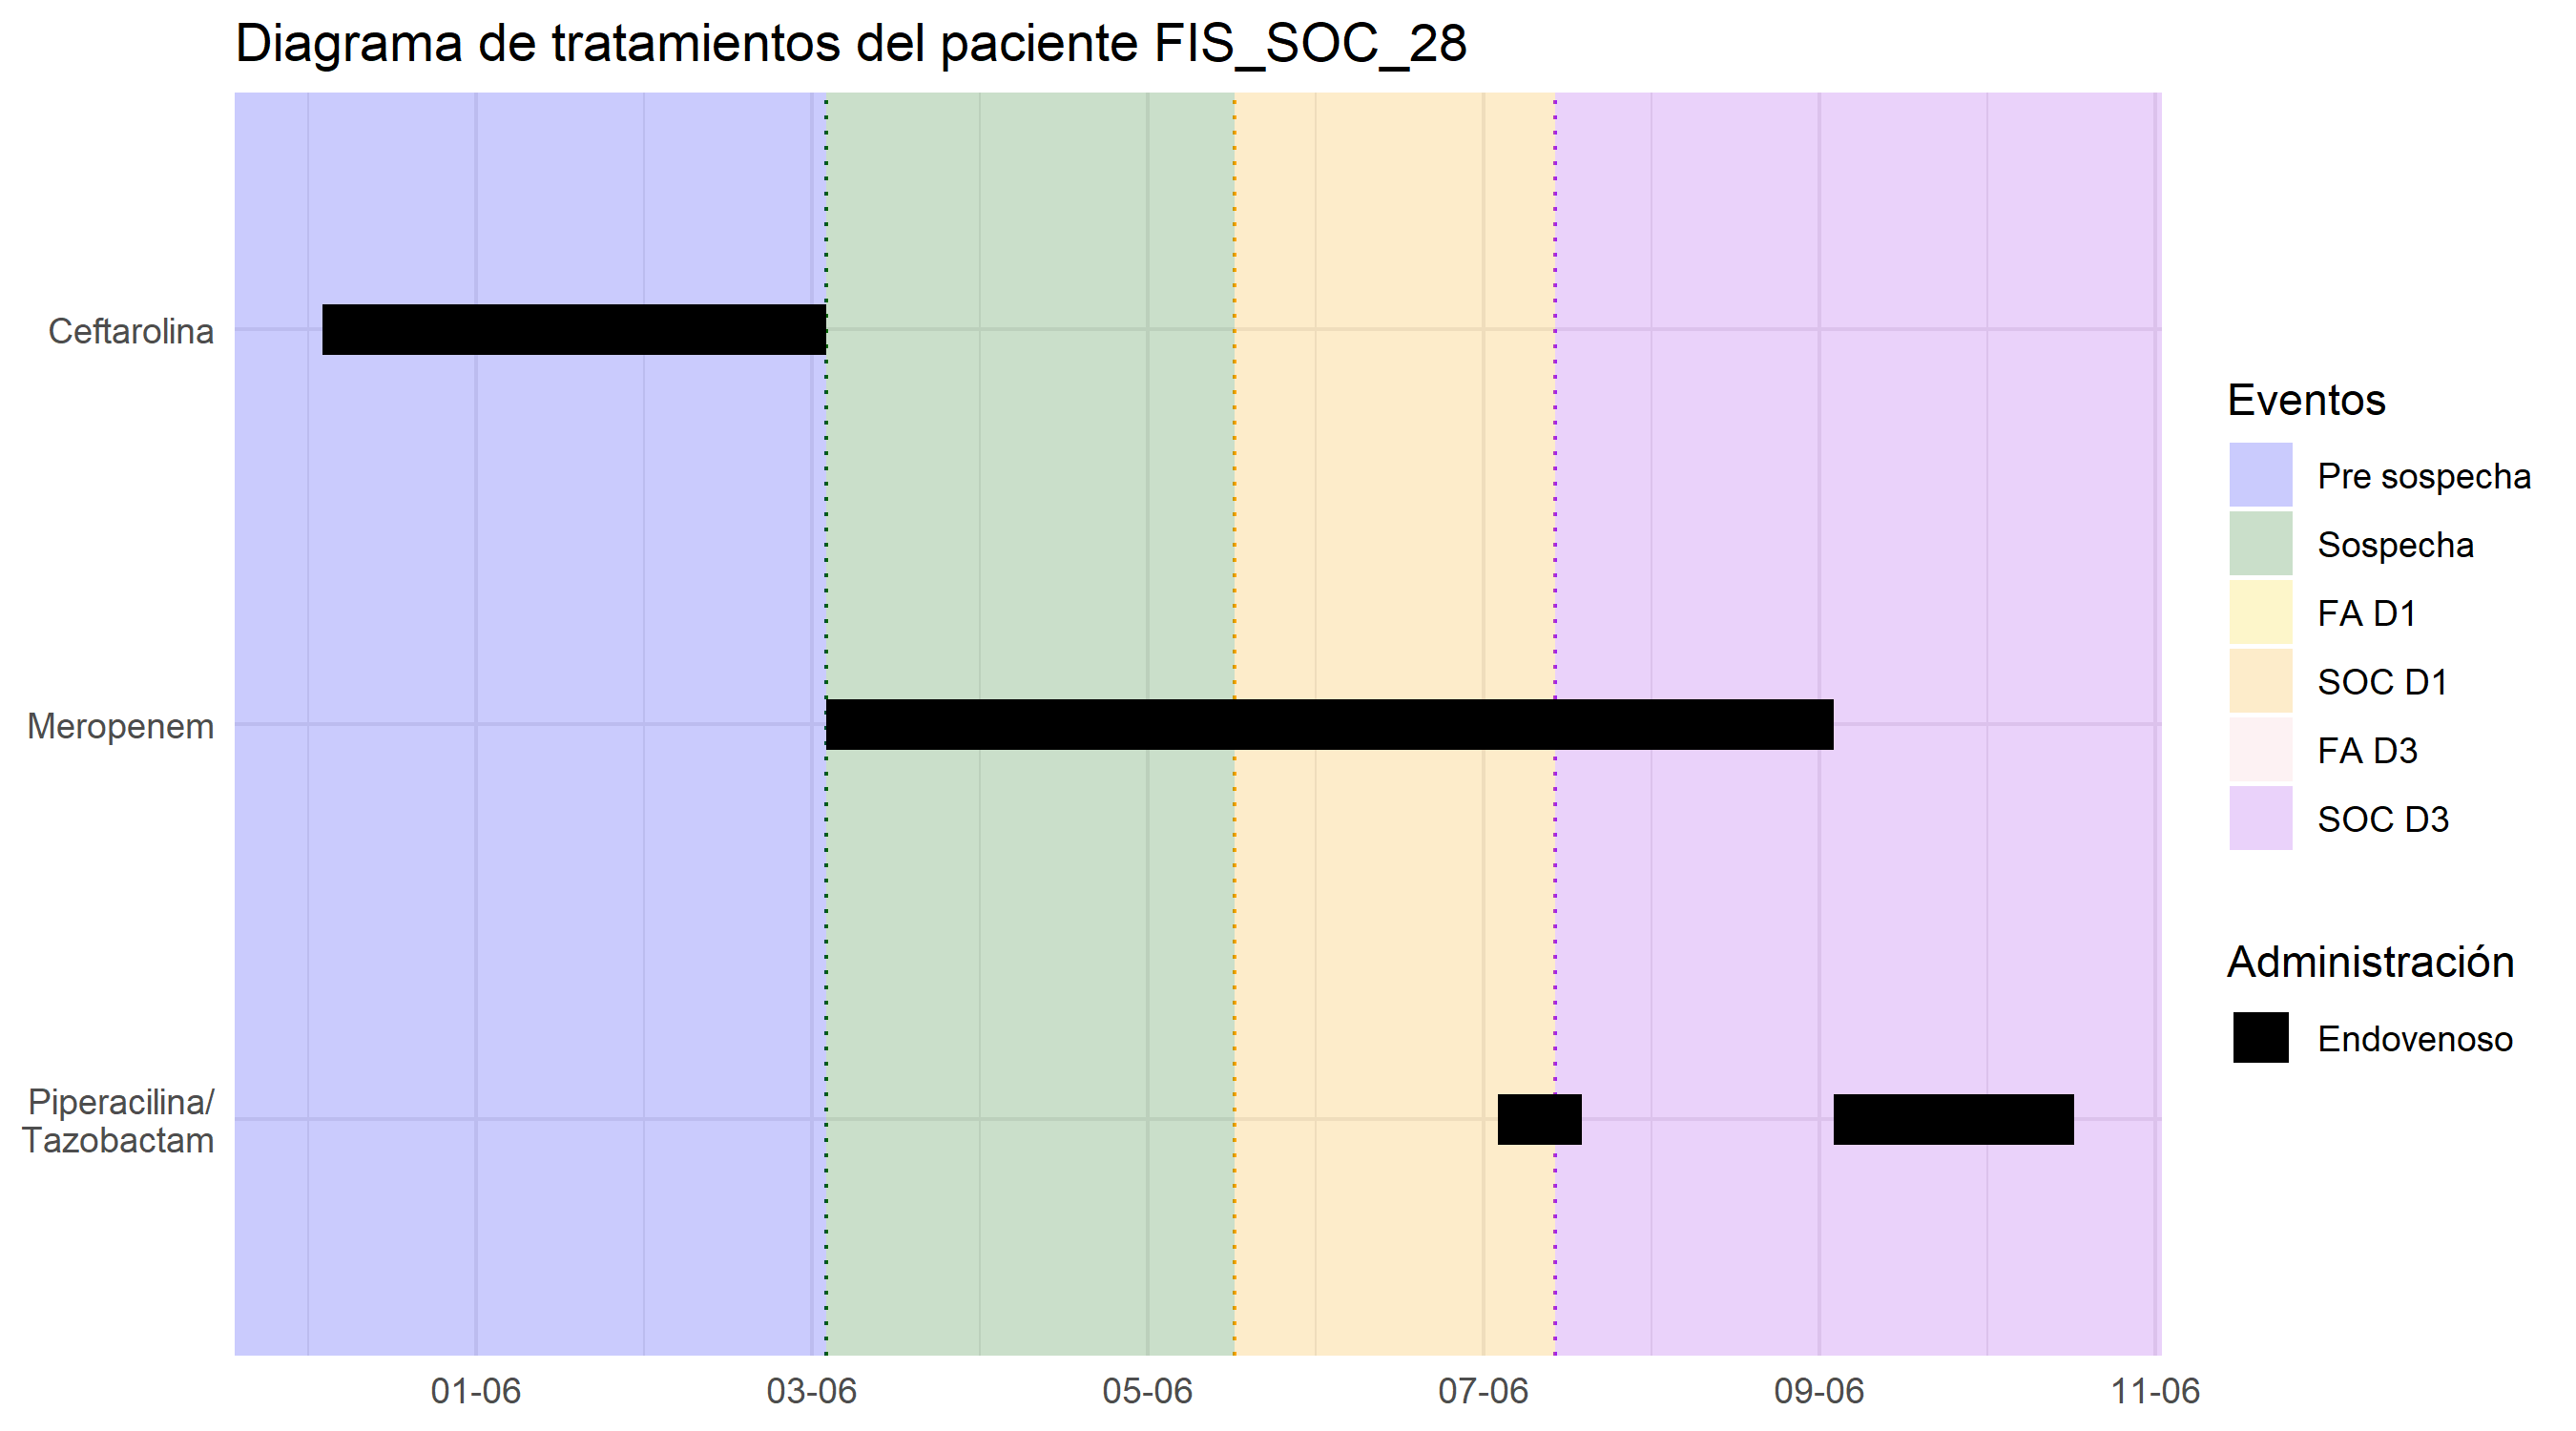 Diagrama de tratamientos del paciente FIS_SOC_28
Ceftarolina
Meropenem
Piperacilina/
Tazobactam
01-06
03-06
05-06
07-06
09-06
11-06
Eventos
Pre sospecha
Sospecha
FA D1
SOC D1
FA D3
SOC D3
Administración
Endovenoso